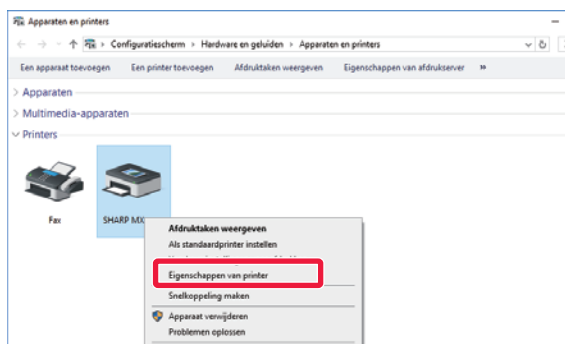 Apparaten en printers
Configuratiescherm > Hardware en geluiden > Apparaten en printers
Een apparaat toevoegen Een printer toevoegen Afdruktaken weergeven Eigenschappen van afdrukserver »
> Apparaten
> Multimedia-apparaten
Printers
Fax SHARP MX
Afdruktaken weergeven
Als standaardprinter instellen
Eigenschappen van printer
Snelkoppeling maken
Apparaat verwijderen
Problemen oplossen